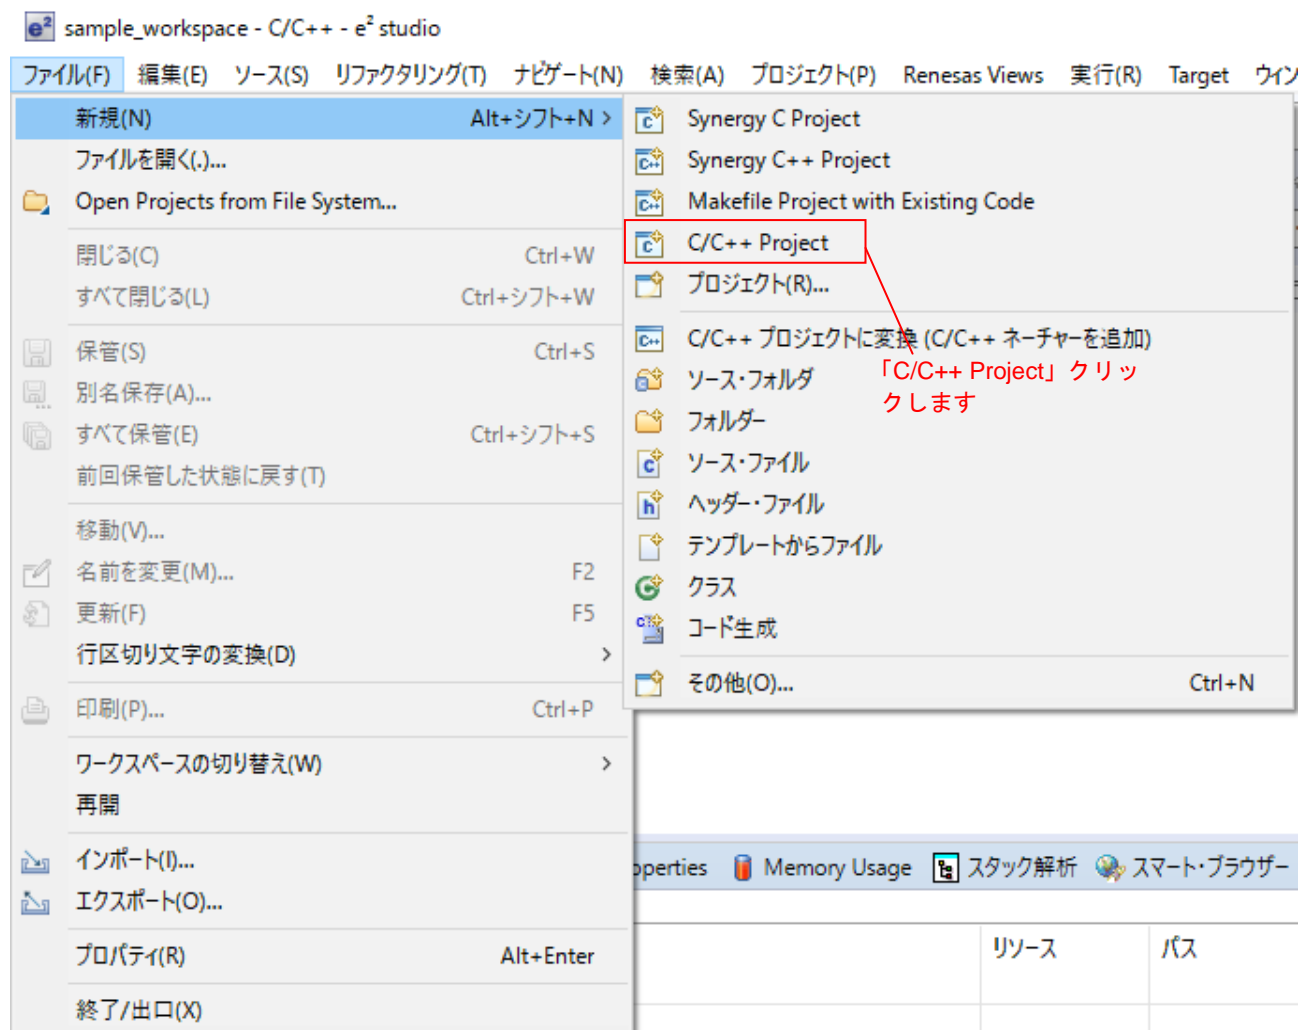 e² sample_workspace - C/C++ - e² studio
ファイル(F) 編集(E) ソース(S) リファクタリング(T) ナビゲート(N) 検索(A) プロジェクト(P) Renesas Views 実行(R) Target ウィン
新規(N) Alt+シフト+N >
ファイルを開く(.)...
Open Projects from File System...
閉じる(C) Ctrl+W
すべて閉じる(L) Ctrl+シフト+W
保管(S) Ctrl+S
別名保存(A)...
すべて保管(E) Ctrl+シフト+S
前回保管した状態に戻す(T)
移動(V)...
名前を変更(M)... F2
更新(F) F5
行区切り文字の変換(D) >
印刷(P)... Ctrl+P
ワークスペースの切り替え(W) >
再開
インポート(I)...
エクスポート(O)...
プロパティ(R) Alt+Enter
終了/出口(X)
Synergy C Project
Synergy C++ Project
Makefile Project with Existing Code
C/C++ Project
プロジェクト(R)...
C/C++ プロジェクトに変換 (C/C++ ネーチャーを追加)
ソース・フォルダ
フォルダー
ソース・ファイル
ヘッダー・ファイル
テンプレートからファイル
クラス
コード生成
その他(O)... Ctrl+N
「C/C++ Project」クリッ
クします
operties Memory Usage スタック解析 スマート・ブラウザー
リソース パス